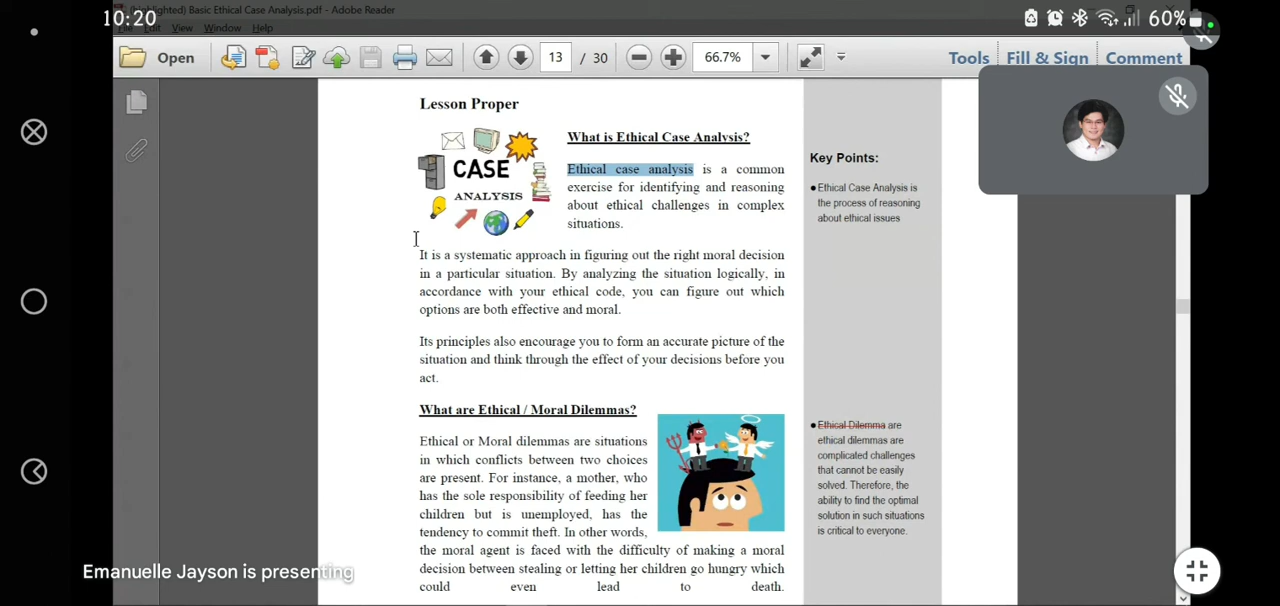 10:20
60%
(highlighted) Basic Ethical Case Analysis.pdf - Adobe Reader
File Edit View Window Help
Open
13 / 30
66.7%
Tools Fill & Sign Comment
Lesson Proper
CASE
ANALYSIS
What is Ethical Case Analysis?
Ethical case analysis is a common
exercise for identifying and reasoning
about ethical challenges in complex
situations.
It is a systematic approach in figuring out the right moral decision
in a particular situation. By analyzing the situation logically, in
accordance with your ethical code, you can figure out which
options are both effective and moral.
Its principles also encourage you to form an accurate picture of the
situation and think through the effect of your decisions before you
act.
What are Ethical / Moral Dilemmas?
Ethical or Moral dilemmas are situations
in which conflicts between two choices
are present. For instance, a mother, who
has the sole responsibility of feeding her
children but is unemployed, has the
tendency to commit theft. In other words,
the moral agent is faced with the difficulty of making a moral
decision between stealing or letting her children go hungry which
could even lead to death.
Key Points:
• Ethical Case Analysis is
the process of reasoning
about ethical issues
• Ethical Dilemma are
ethical dilemmas are
complicated challenges
that cannot be easily
solved. Therefore, the
ability to find the optimal
solution in such situations
is critical to everyone.
Emanuelle Jayson is presenting